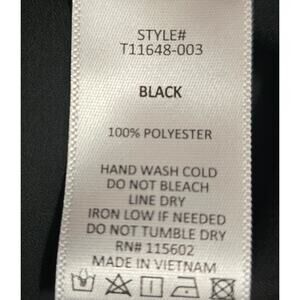 STYLE#
T11648-003
BLACK
100% POLYESTER
HAND WASH COLD
DO NOT BLEACH
LINE DRY
IRON LOW IF NEEDED
DO NOT TUMBLE DRY
RN# 115602
MADE IN VIETNAM